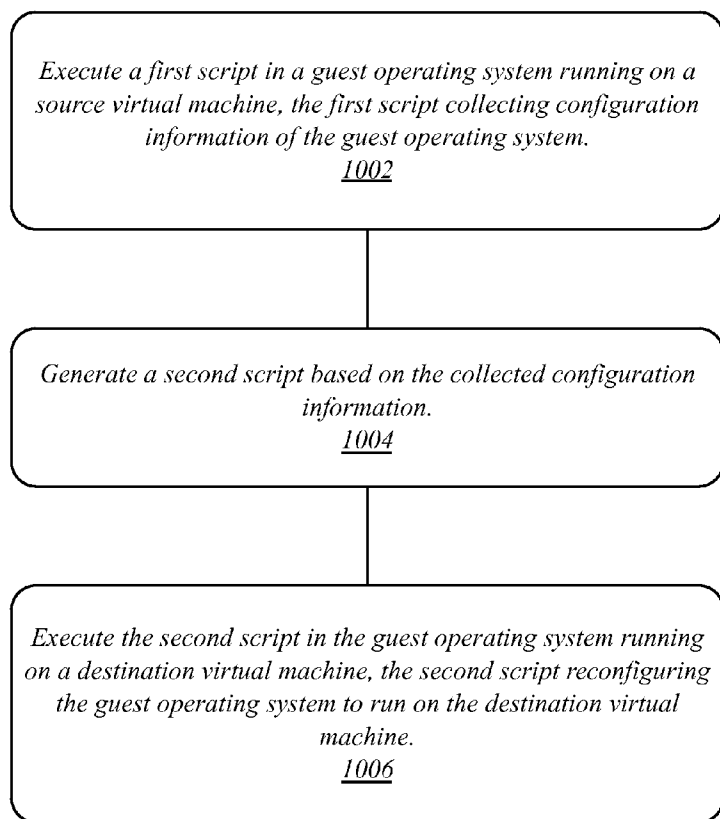 Execute a first script in a guest operating system running on a
source virtual machine, the first script collecting configuration
information of the guest operating system.
1002
Generate a second script based on the collected configuration
information.
1004
Execute the second script in the guest operating system running
on a destination virtual machine, the second script reconfiguring
the guest operating system to run on the destination virtual
machine.
1006